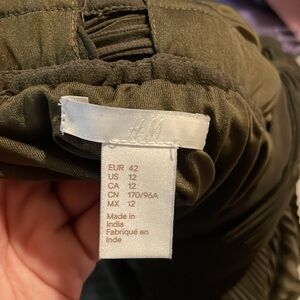 H&M
EUR 42
US 12
CA 12
CN 170/96A
MX 12
Made in
India
Fabriqué en
Inde